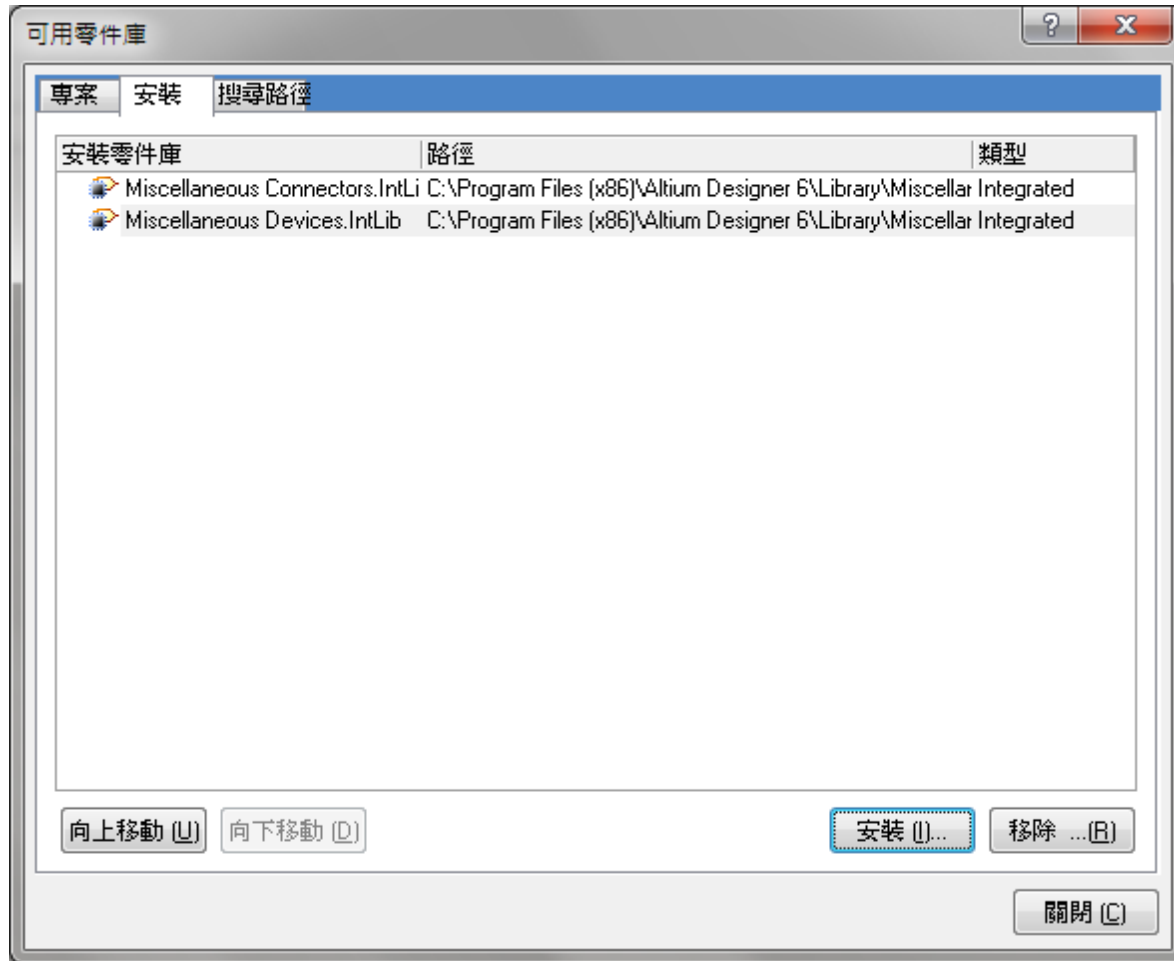 可用零件庫
專案 安裝 搜尋路徑
安裝零件庫 路徑 類型
Miscellaneous Connectors.IntLi C:\Program Files (x86)\Altium Designer 6\Library\Miscellar Integrated
Miscellaneous Devices.IntLib C:\Program Files (x86)\Altium Designer 6\Library\Miscellar Integrated
向上移動 (U) 向下移動 (D) 安裝 (I)... 移除 ...(R)
關閉 (C)